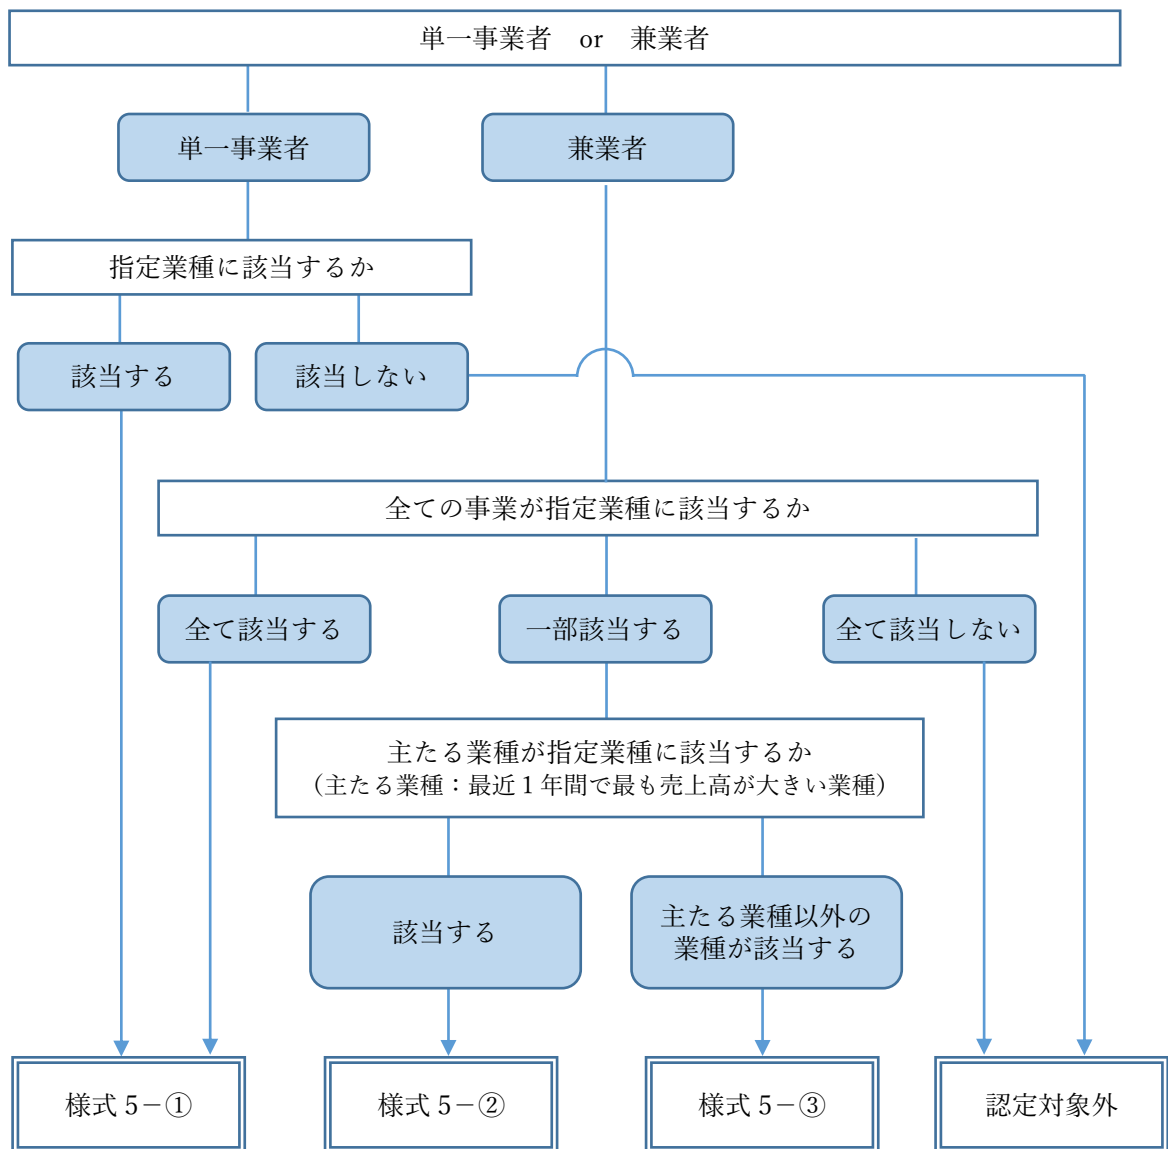 単一事業者　or　兼業者
単一事業者
兼業者
指定業種に該当するか
該当する
該当しない
全ての事業が指定業種に該当するか
全て該当する
一部該当する
全て該当しない
主たる業種が指定業種に該当するか
（主たる業種：最近１年間で最も売上高が大きい業種）
該当する
主たる業種以外の
業種が該当する
様式 5－①
様式 5－②
様式 5－③
認定対象外